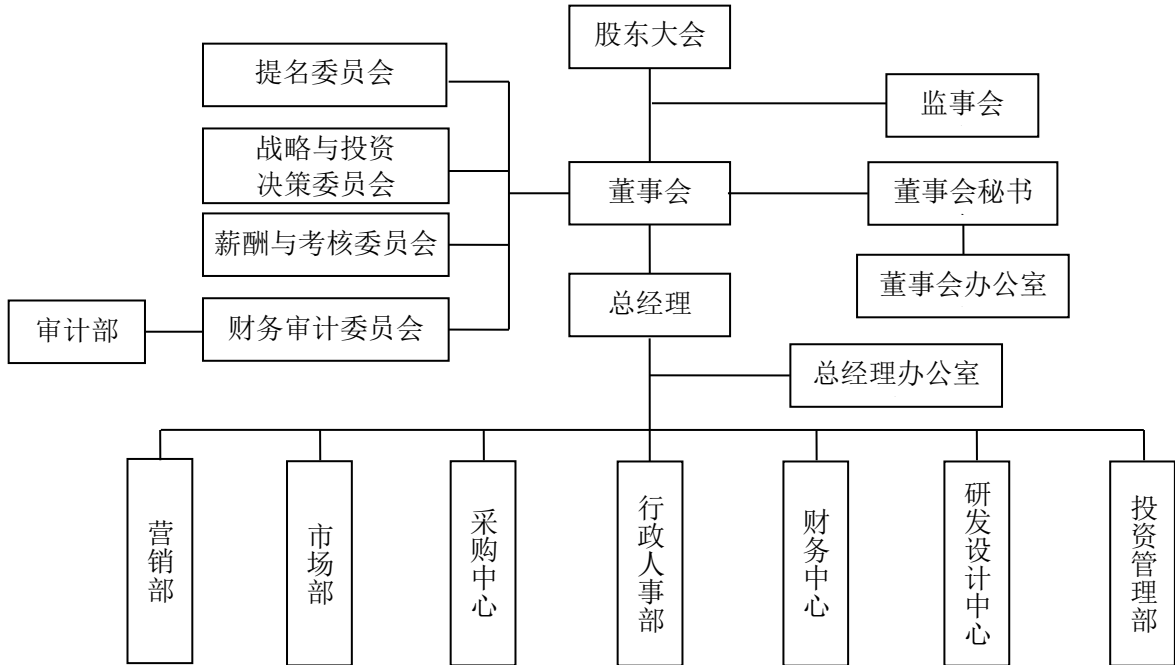 股东大会
提名委员会
监事会
战略与投资
决策委员会
董事会
董事会秘书
薪酬与考核委员会
董事会办公室
总经理
审计部
财务审计委员会
总经理办公室
营销部
市场部
采购中心
行政人事部
财务中心
研发设计中心
投资管理部